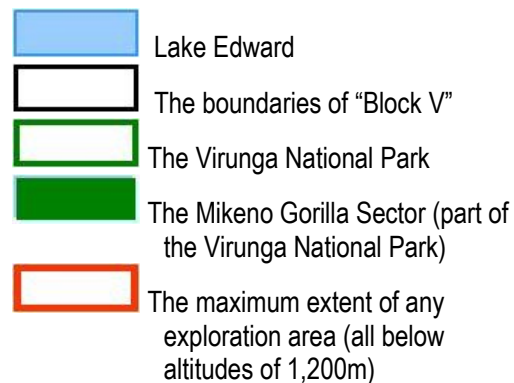 Lake Edward
The boundaries of “Block V”
The Virunga National Park
The Mikeno Gorilla Sector (part of
the Virunga National Park)
The maximum extent of any
exploration area (all below
altitudes of 1,200m)